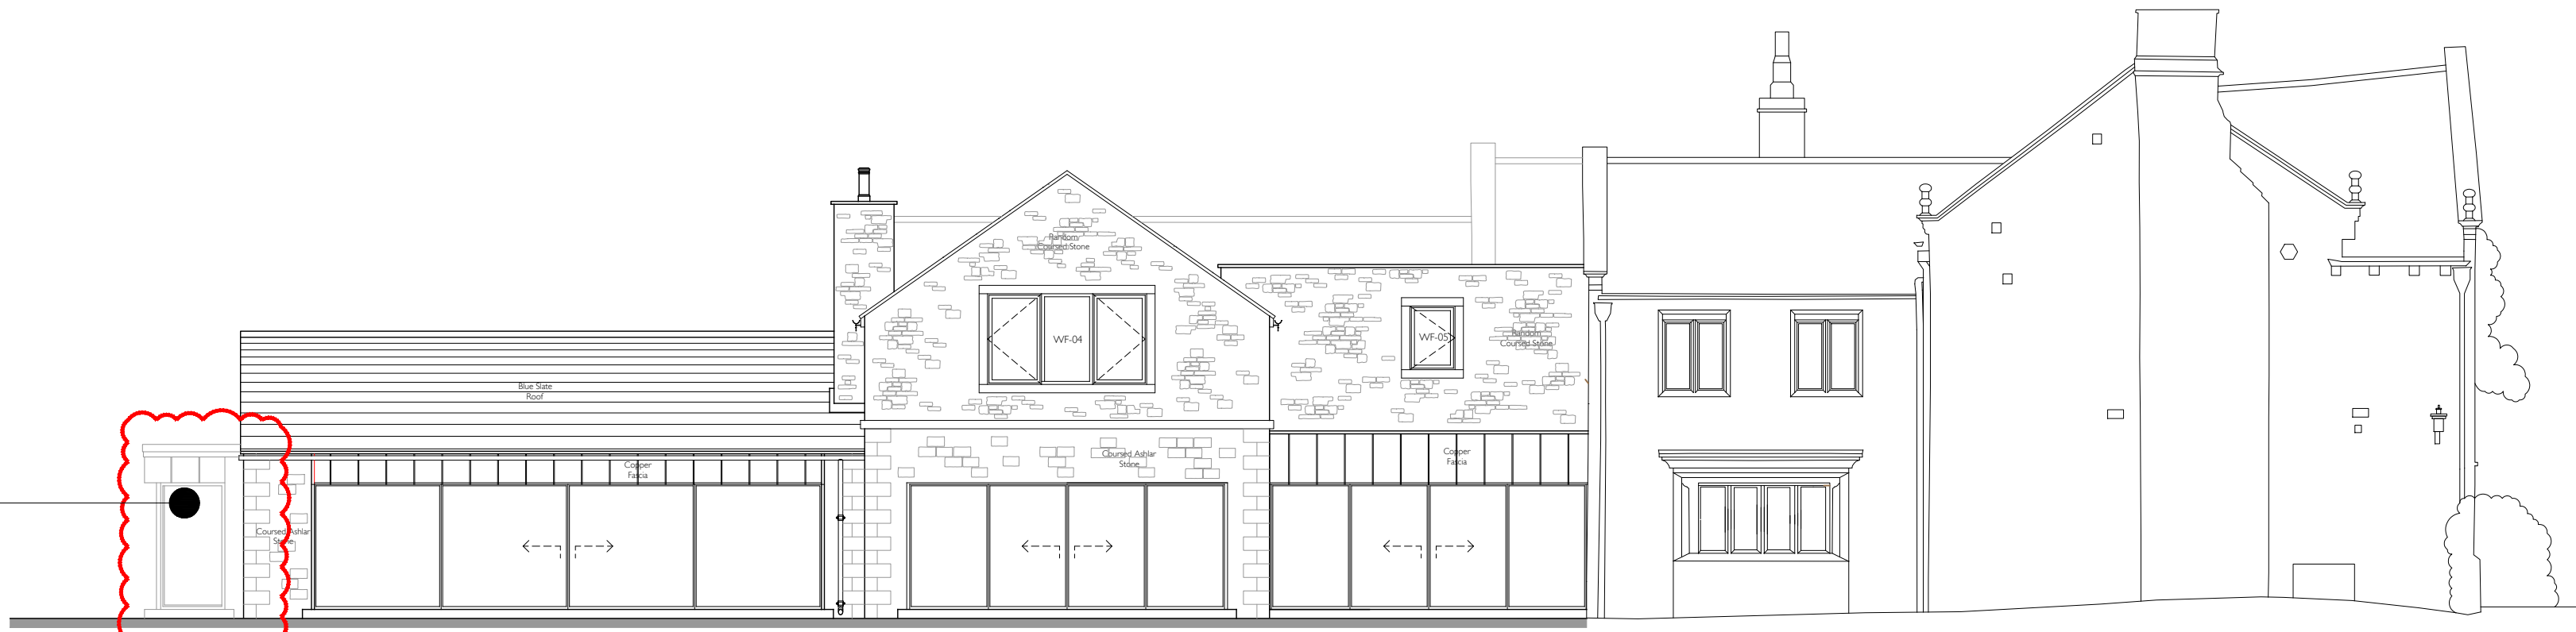 Random
Coursed Stone
WF-04
WF-05
Random
Coursed Stone
Blue Slate
Roof
Copper
Fascia
Coursed Ashlar
Stone
Copper
Fascia
Coursed Ashlar
Stone